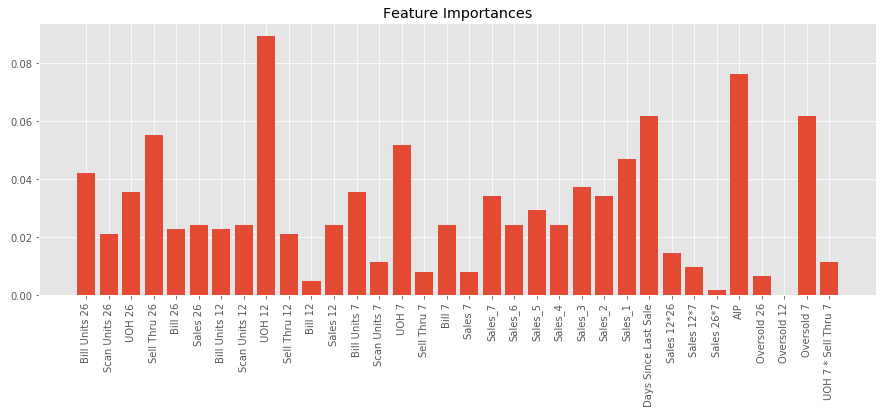 Feature Importances
0.08
0.06
0.04
0.02
0.00
Bill Units 26
Scan Units 26
UOH 26
Sell Thru 26
Bill 26
Sales 26
Bill Units 12
Scan Units 12
UOH 12
Sell Thru 12
Bill 12
Sales 12
Bill Units 7
Scan Units 7
UOH 7
Sell Thru 7
Bill 7
Sales 7
Sales_7
Sales_6
Sales_5
Sales_4
Sales_3
Sales_2
Sales_1
Days Since Last Sale
Sales 12*26
Sales 12*7
Sales 26*7
AIP
Oversold 26
Oversold 12
Oversold 7
UOH 7 * Sell Thru 7